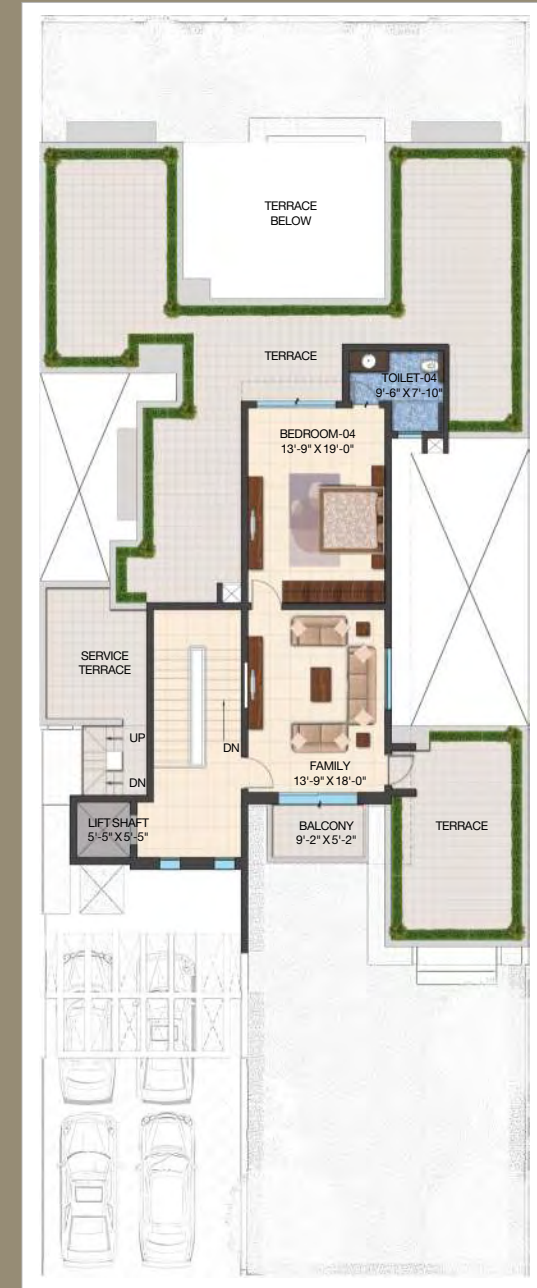 TERRACE
BELOW
TERRACE
TOILET-04
9'-6" X 7'-10"
BEDROOM-04
13'-9" X 19'-0"
SERVICE
TERRACE
UP
DN
DN
FAMILY
13'-9" X 18'-0"
LIFT SHAFT
5'-5" X 5'-5"
BALCONY
9'-2" X 5'-2"
TERRACE